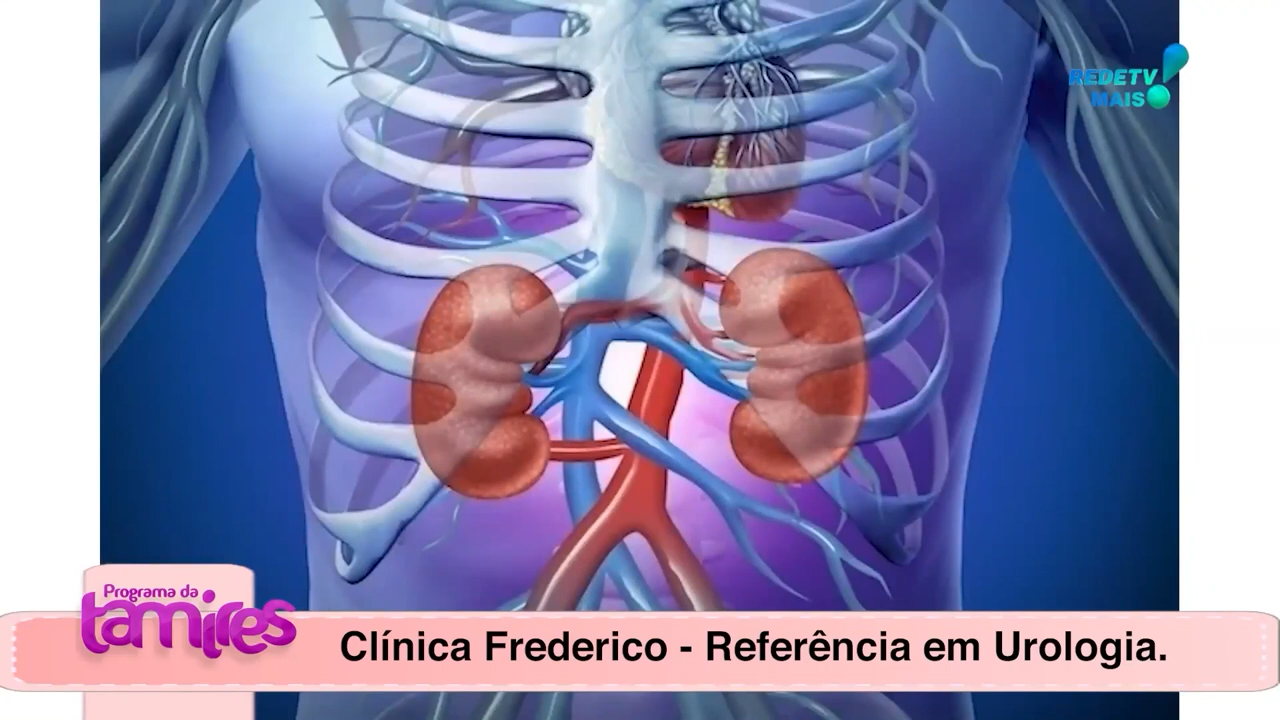 REDETV!
MAIS
Programa da
tamires
Clínica Frederico - Referência em Urologia.